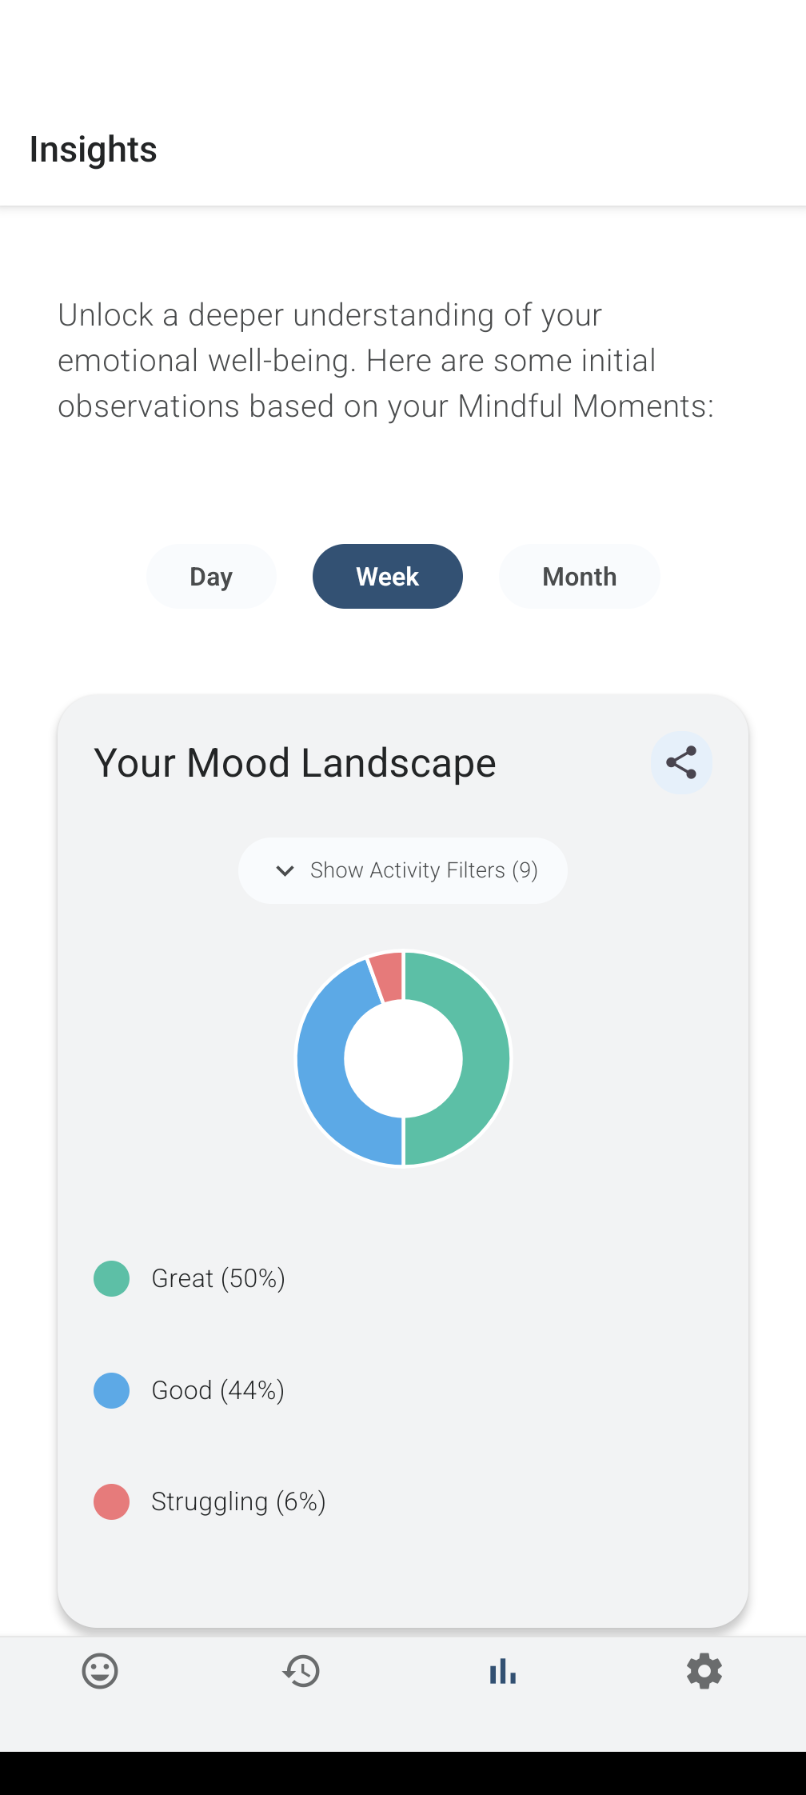 Insights
Unlock a deeper understanding of your
emotional well-being. Here are some initial
observations based on your Mindful Moments:
Day
Week
Month
Your Mood Landscape
Show Activity Filters (9)
Great (50%)
Good (44%)
Struggling (6%)